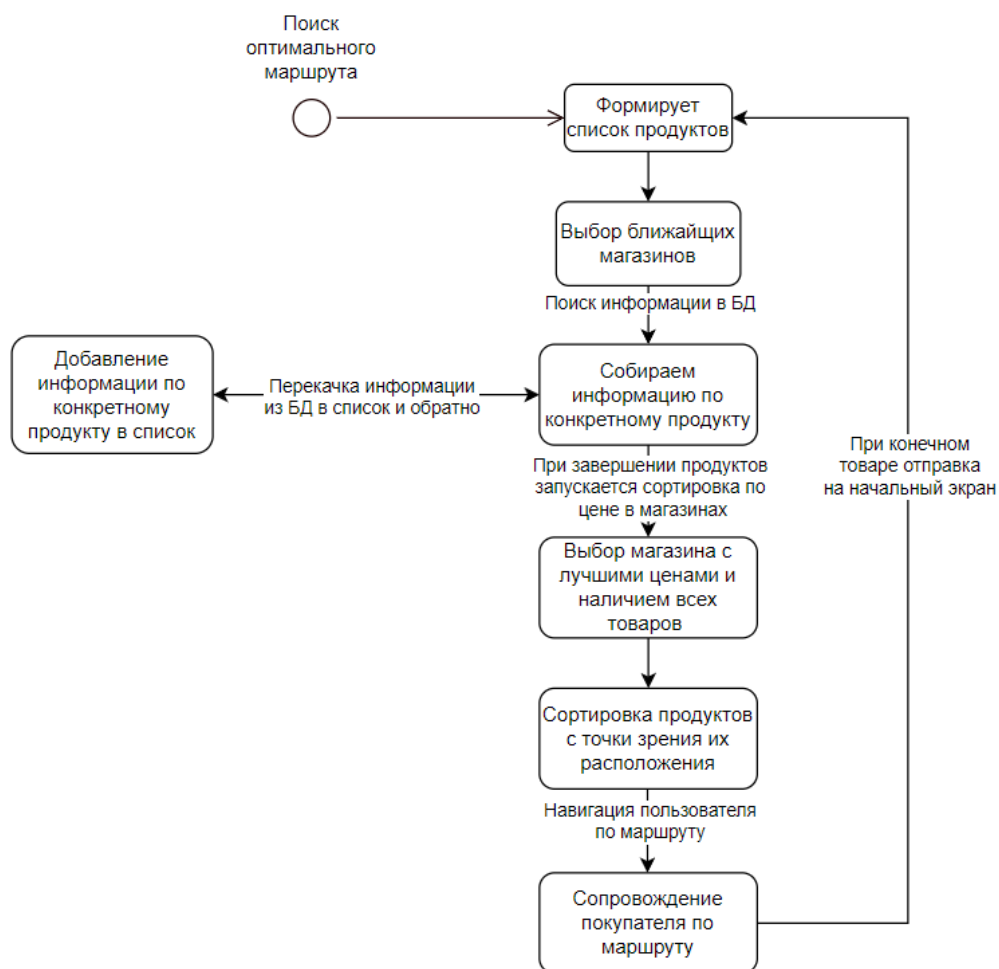 Поиск
оптимального
маршрута
Формирует
список продуктов
Выбор ближайщих
магазинов
Поиск информации в БД
Добавление
информации по
конкретному
продукту в список
Перекачка информации
из БД в список и обратно
Собираем
информацию по
конкретному продукту
При завершении продуктов
запускается сортировка по
цене в магазинах
При конечном
товаре отправка
на начальный экран
Выбор магазина с
лучшими ценами и
наличием всех
товаров
Сортировка продуктов
с точки зрения их
расположения
Навигация пользователя
по маршруту
Сопровождение
покупателя по
маршруту